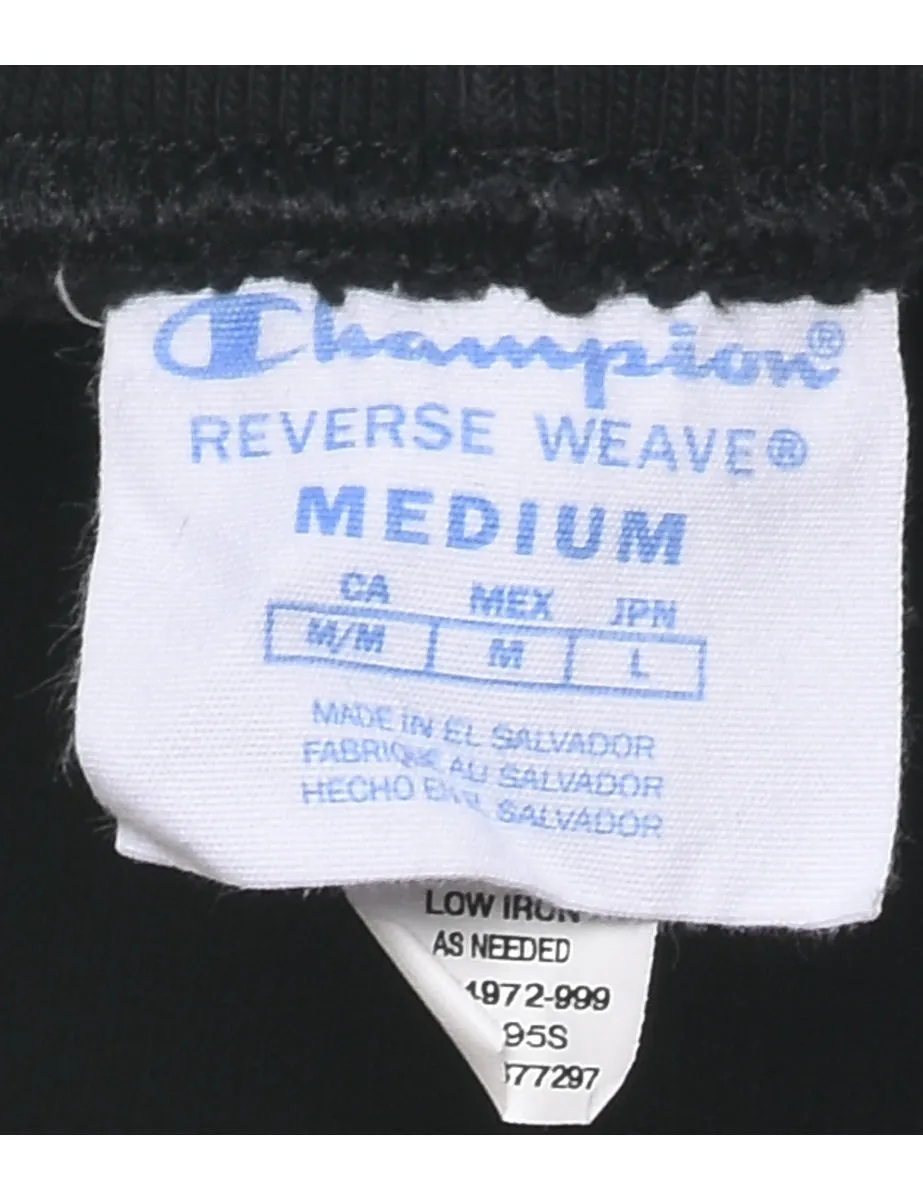 Champion®
REVERSE WEAVE®
MEDIUM
CA MEX JPN
M/M M L
MADE IN EL SALVADOR
FABRIQUE AU SALVADOR
HECHO EN EL SALVADOR
LOW IRON
AS NEEDED
4972-999
95S
377297